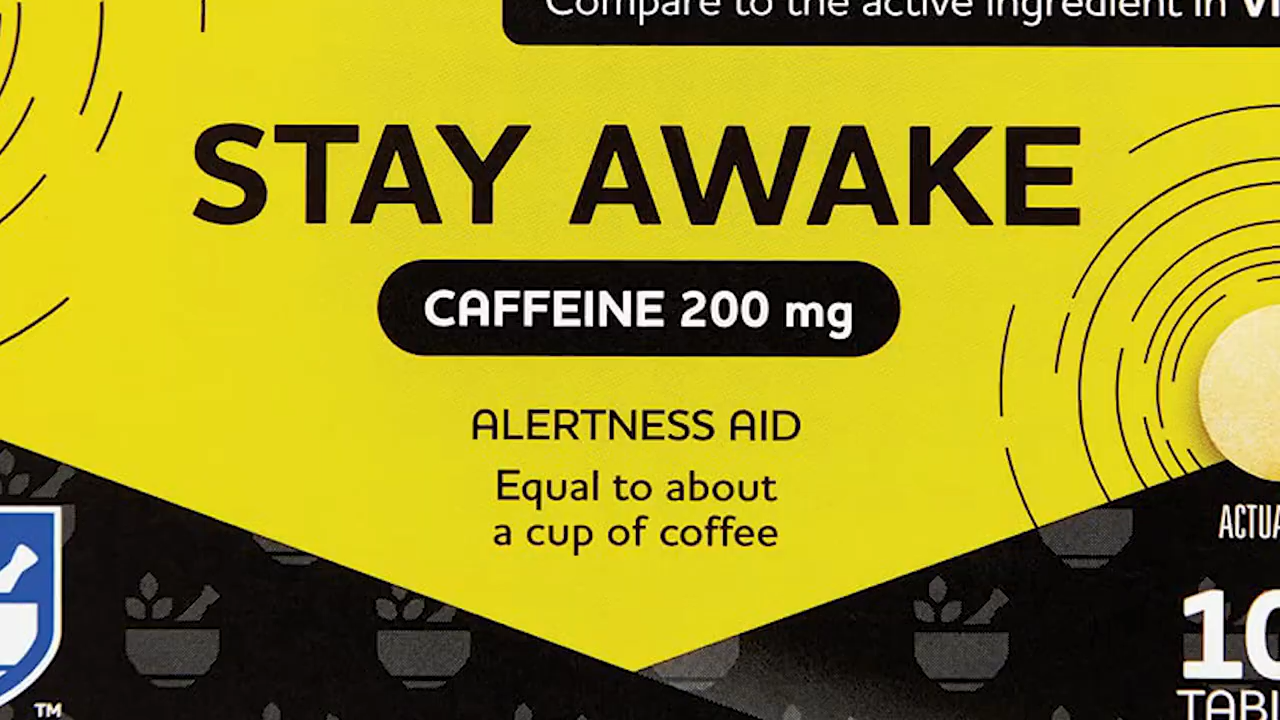 Compare to the active ingredient in
STAY AWAKE
CAFFEINE 200 mg
ALERTNESS AID
Equal to about
a cup of coffee
TM